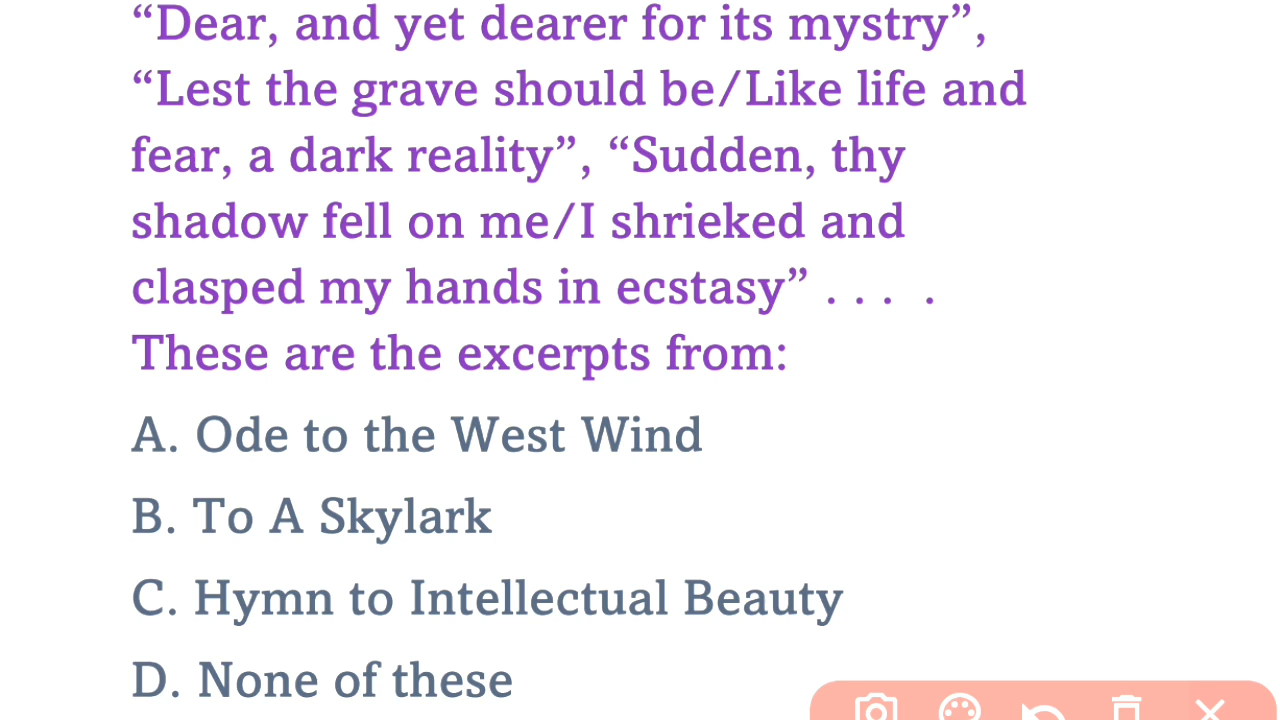 “Dear, and yet dearer for its mystry”,
“Lest the grave should be/Like life and
fear, a dark reality”, “Sudden, thy
shadow fell on me/I shrieked and
clasped my hands in ecstasy” . . .  .
These are the excerpts from:
A. Ode to the West Wind
B. To A Skylark
C. Hymn to Intellectual Beauty
D. None of these